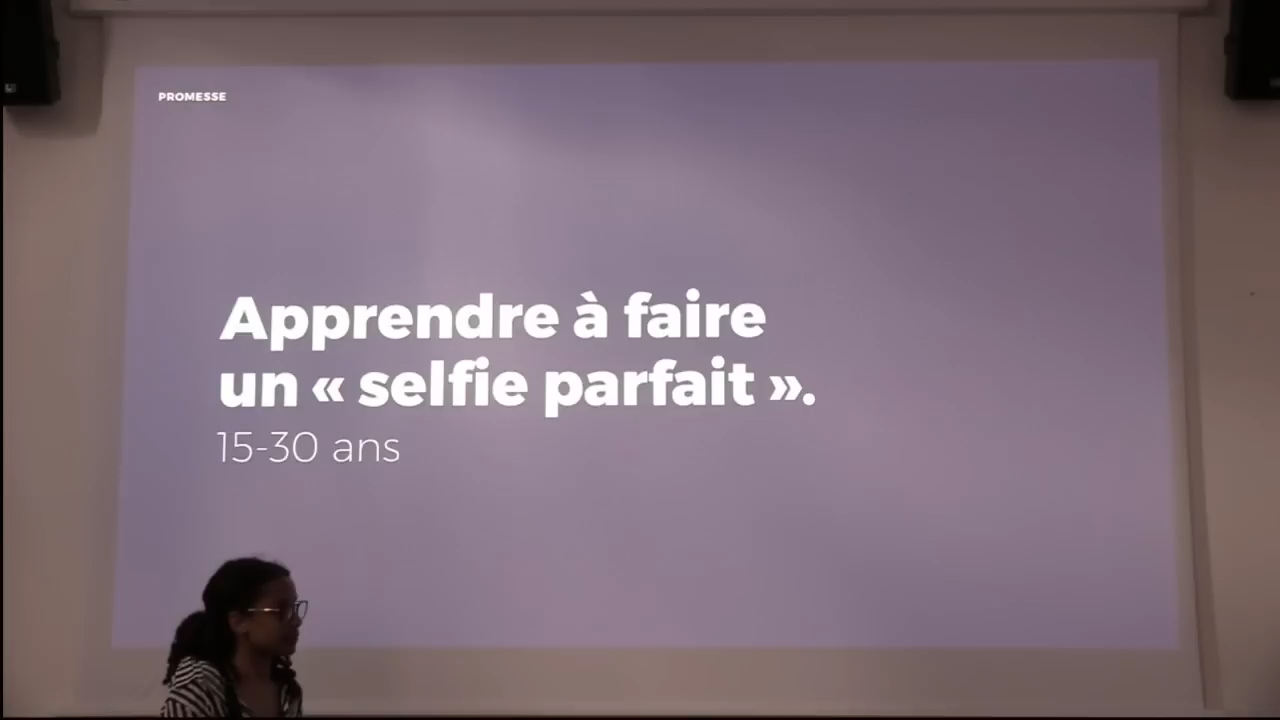 PROMESSE
Apprendre à faire
un « selfie parfait ».
15-30 ans